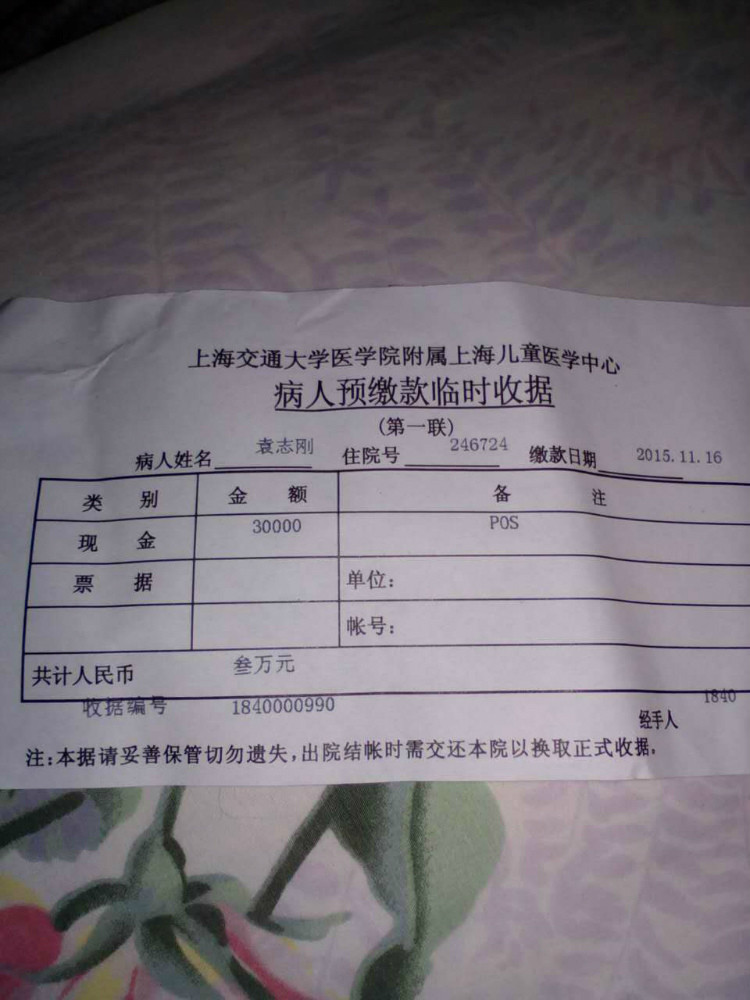 上海交通大学医学院附属上海儿童医学中心
病人预缴款临时收据
(第一联)
病人姓名 袁志刚 住院号 246724 缴款日期 2015.11.16
类 别 金 额 备 注
现 金 30000 POS
票 据 单位：
帐号：
共计人民币 叁万元
收据编号 1840000990 经手人 1840
注：本据请妥善保管切勿遗失，出院结帐时需交还本院以换取正式收据。